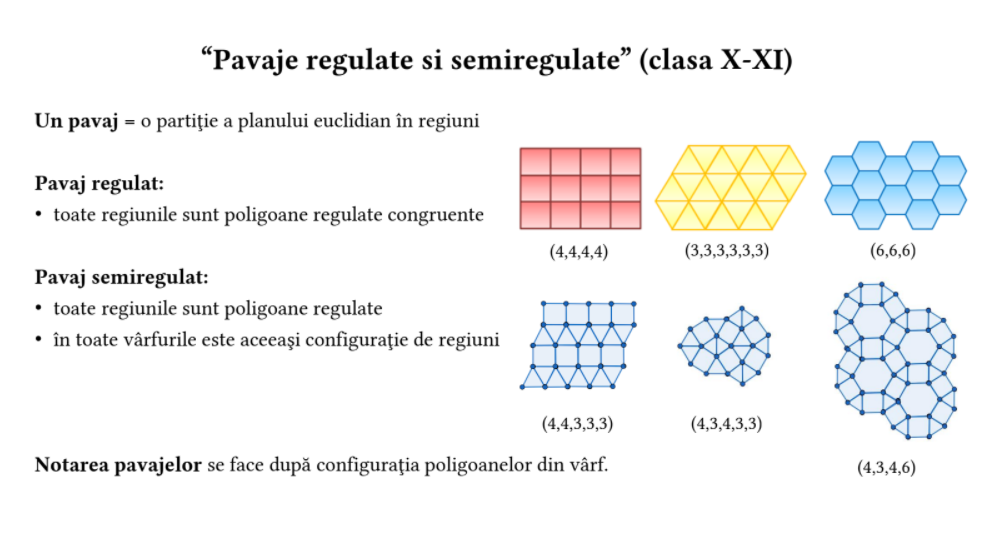 “Pavaje regulate si semiregulate” (clasa X-XI)
Un pavaj = o partiţie a planului euclidian în regiuni
Pavaj regulat:
• toate regiunile sunt poligoane regulate congruente
(4,4,4,4)
(3,3,3,3,3,3)
(6,6,6)
Pavaj semiregulat:
• toate regiunile sunt poligoane regulate
• în toate vârfurile este aceeaşi configuraţie de regiuni
(4,4,3,3,3)
(4,3,4,3,3)
(4,3,4,6)
Notarea pavajelor se face după configuraţia poligoanelor din vârf.